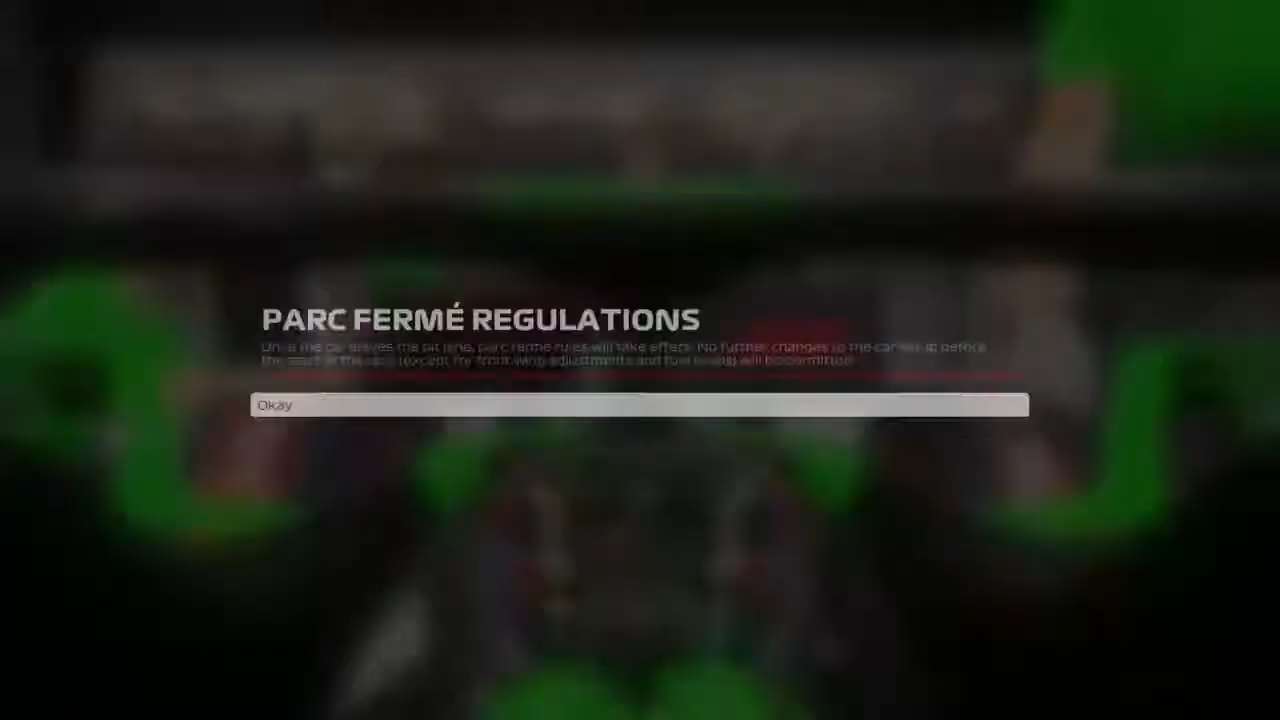 PARC FERMÉ REGULATIONS
Once the car leaves the pit lane, parc fermé rules will take effect. No further changes to the car set-up before
the start of the race (except for front wing adjustments and fuel load) will be permitted.
Okay